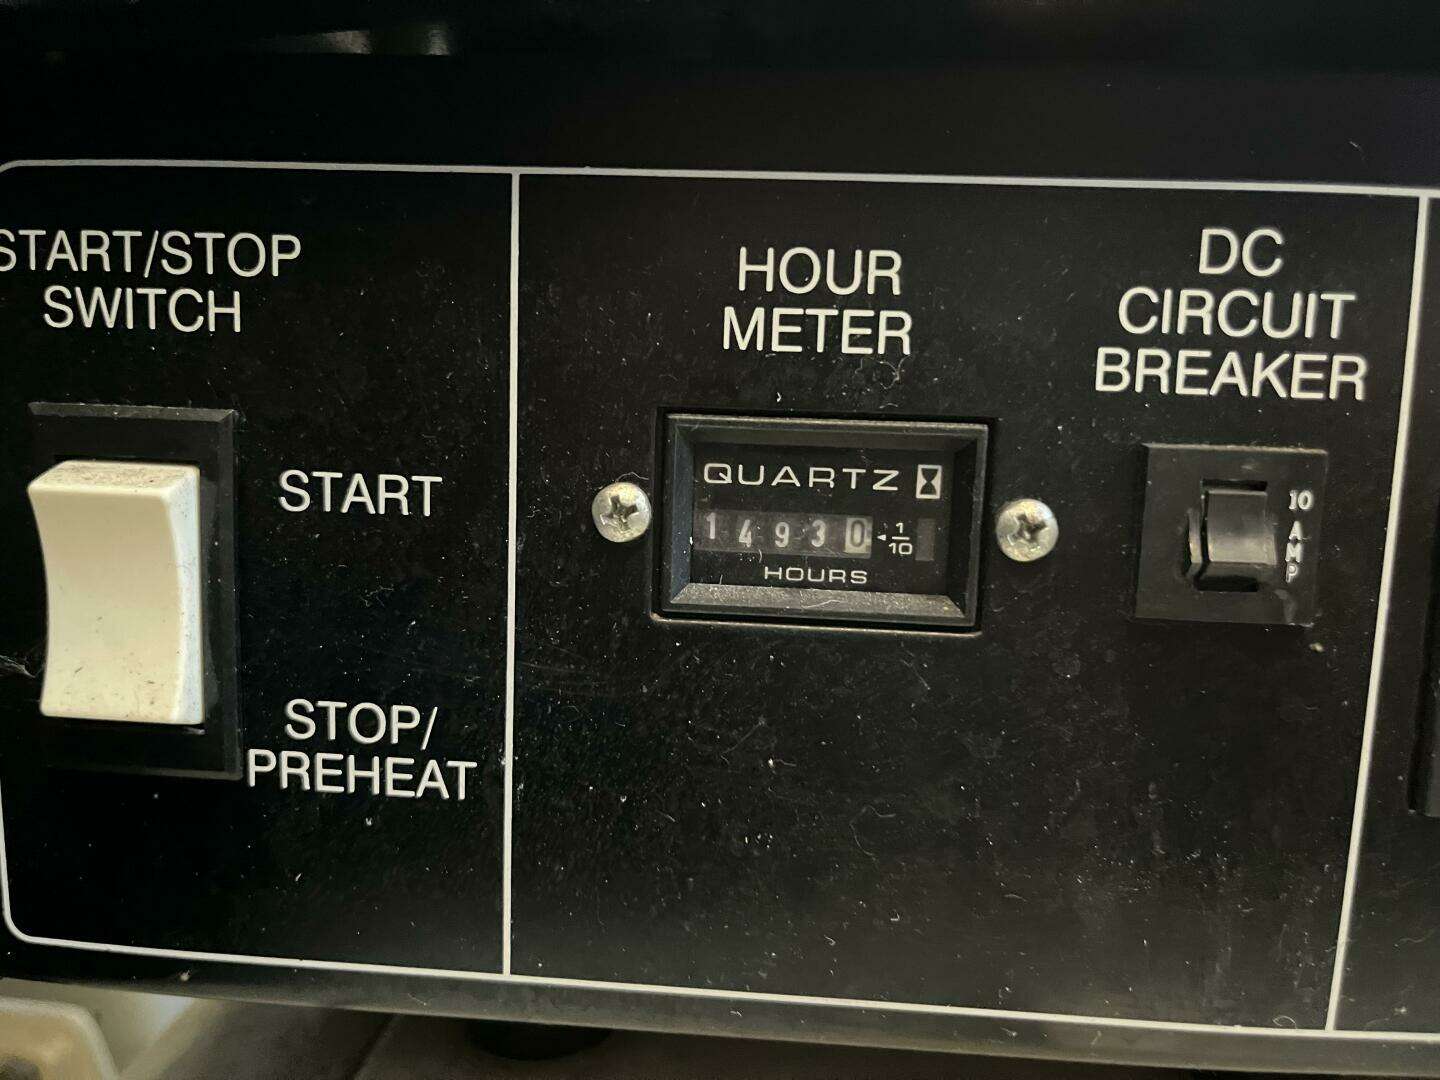 START/STOP
SWITCH
START
STOP/
PREHEAT
HOUR
METER
QUARTZ
14930 1/10
HOURS
DC
CIRCUIT
BREAKER
10
AMP